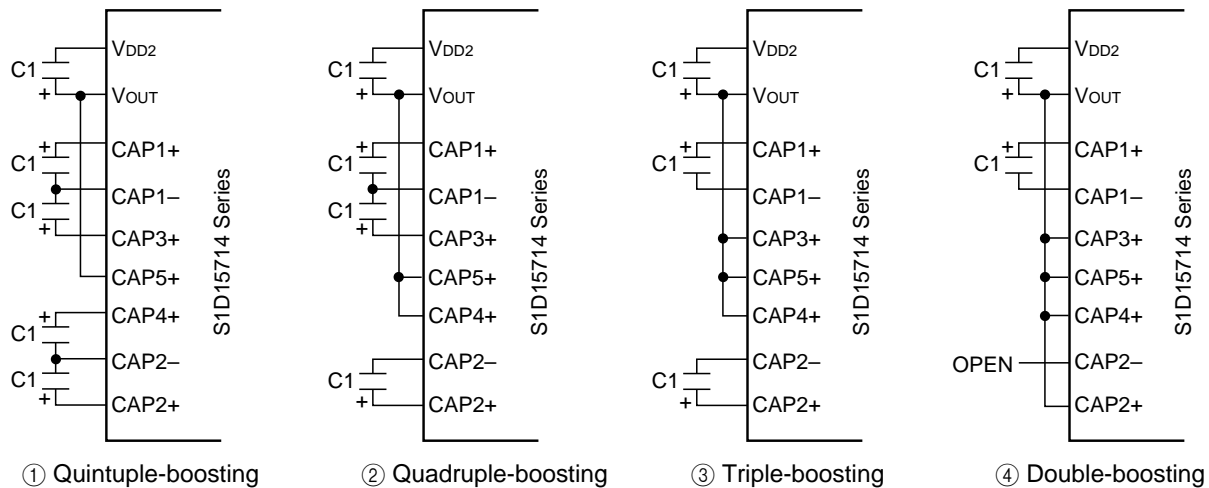 VDD2
C1
+
VOUT
+
CAP1+
C1
CAP1–
C1
+
CAP3+
CAP5+
+
CAP4+
C1
CAP2–
C1
+
CAP2+
S1D15714 Series
① Quintuple-boosting
VDD2
C1
+
VOUT
+
CAP1+
C1
CAP1–
C1
+
CAP3+
CAP5+
CAP4+
CAP2–
C1
+
CAP2+
S1D15714 Series
② Quadruple-boosting
VDD2
C1
+
VOUT
+
CAP1+
C1
CAP1–
CAP3+
CAP5+
CAP4+
CAP2–
C1
+
CAP2+
S1D15714 Series
③ Triple-boosting
VDD2
C1
+
VOUT
+
CAP1+
C1
CAP1–
CAP3+
CAP5+
CAP4+
OPEN
CAP2–
CAP2+
S1D15714 Series
④ Double-boosting